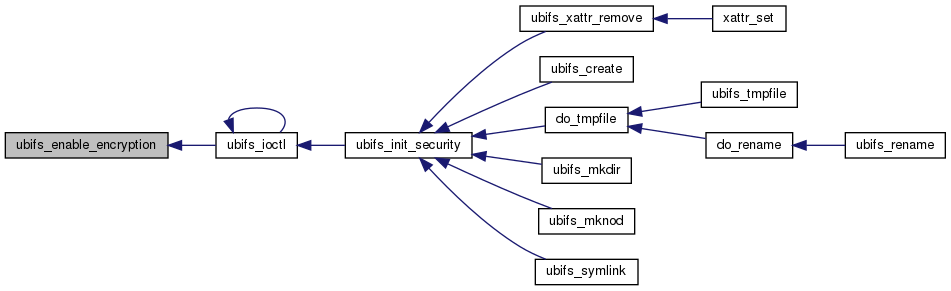 ubifs_xattr_remove
xattr_set
ubifs_create
ubifs_tmpfile
do_tmpfile
ubifs_enable_encryption
ubifs_ioctl
ubifs_init_security
do_rename
ubifs_rename
ubifs_mkdir
ubifs_mknod
ubifs_symlink